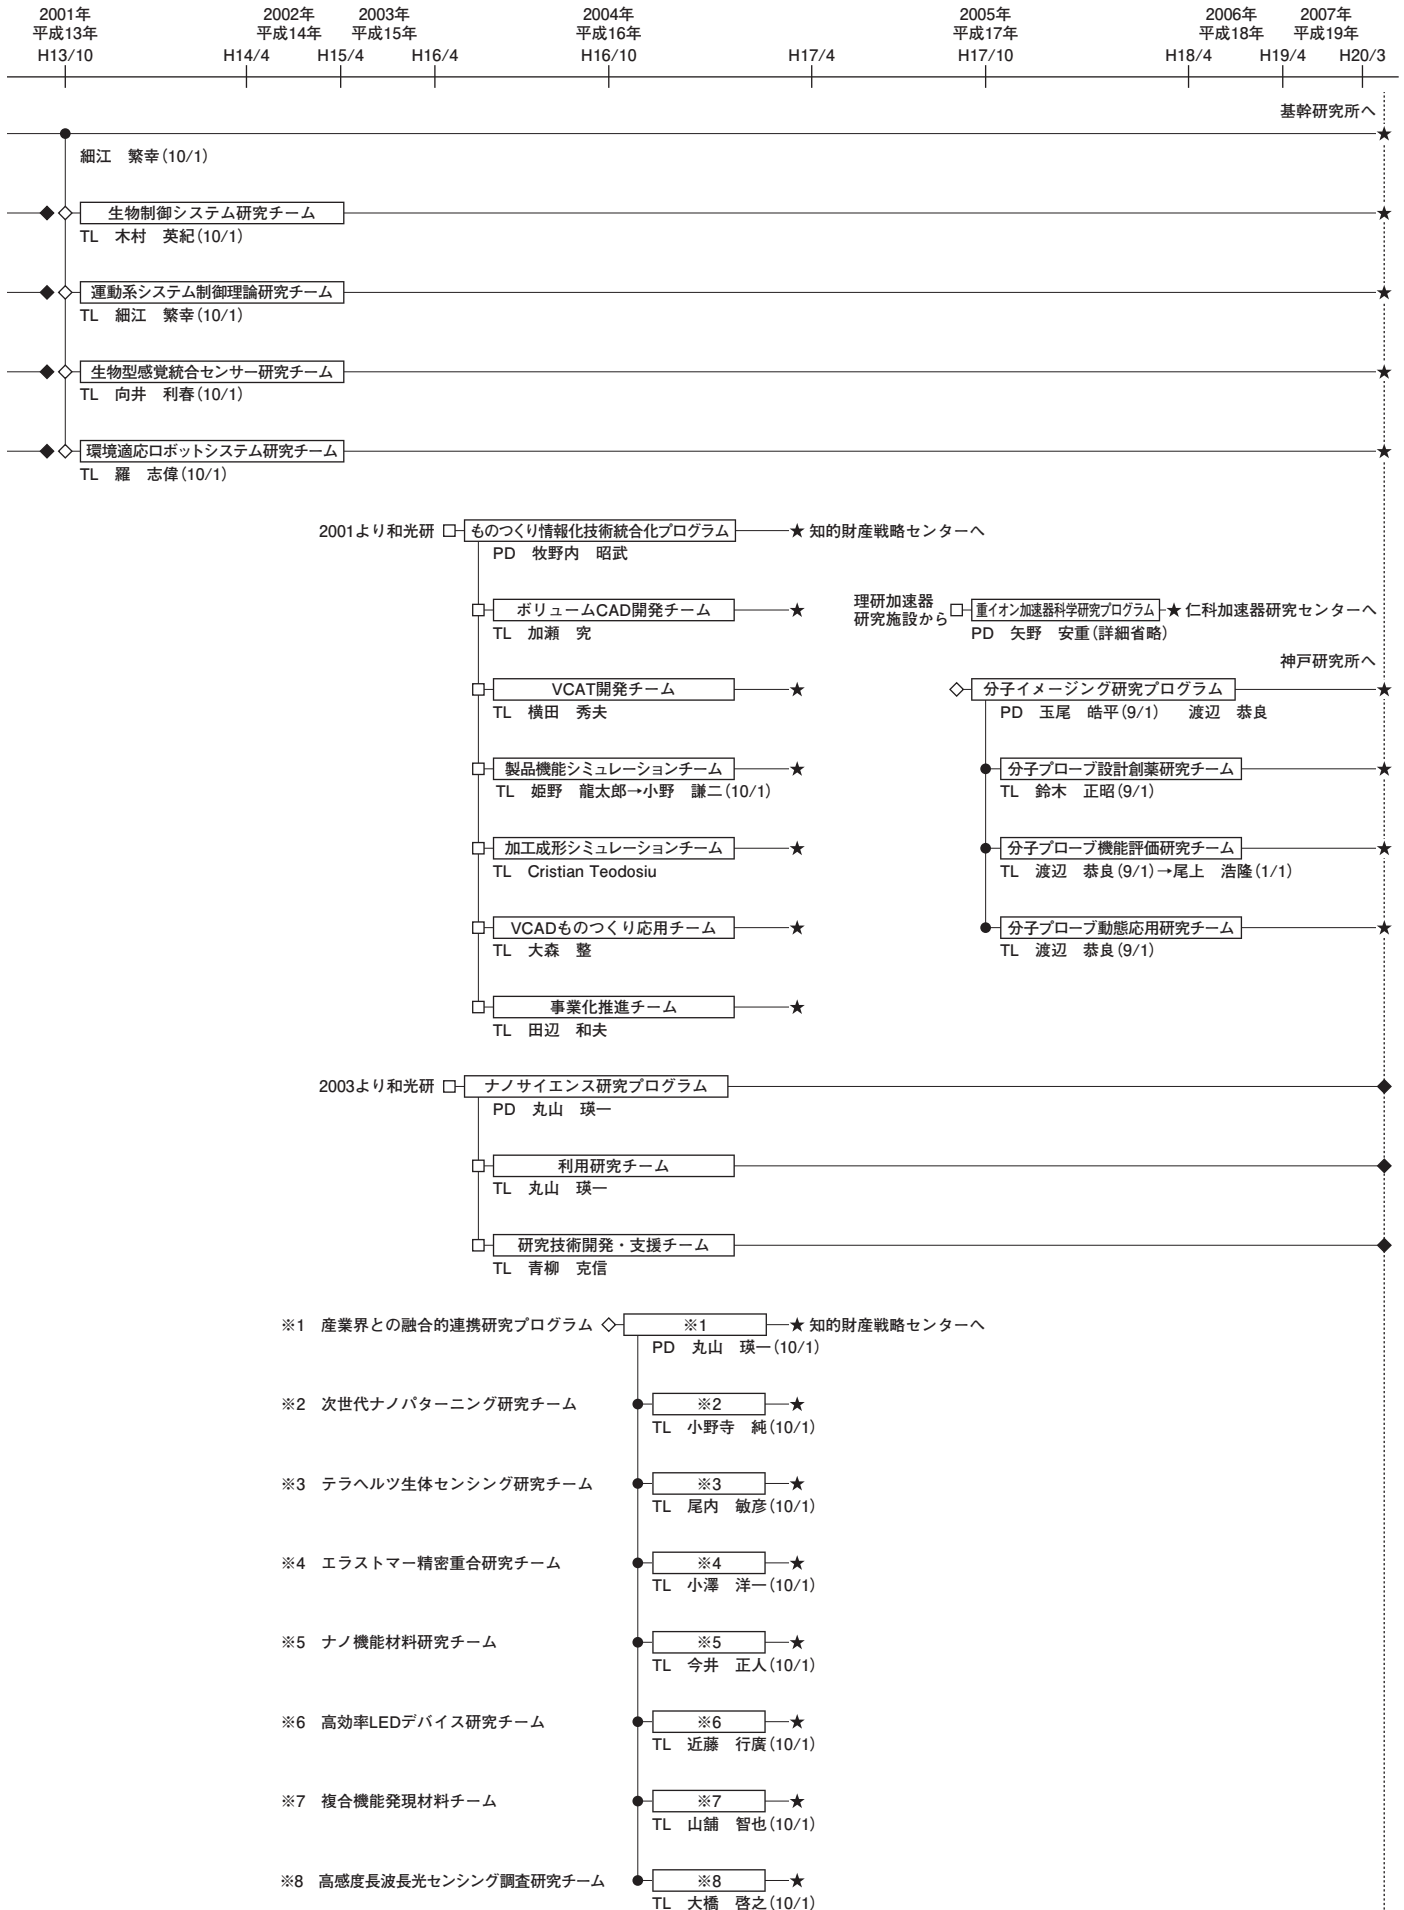 2001年 2002年 2003年 2004年 2005年 2006年 2007年
平成13年 平成14年 平成15年 平成16年 平成17年 平成18年 平成19年
H13/10 H14/4 H15/4 H16/4 H16/10 H17/4 H17/10 H18/4 H19/4 H20/3
基幹研究所へ
細江 繁幸(10/1)
生物制御システム研究チーム
TL 木村 英紀(10/1)
運動系システム制御理論研究チーム
TL 細江 繁幸(10/1)
生物型感覚統合センサー研究チーム
TL 向井 利春(10/1)
環境適応ロボットシステム研究チーム
TL 羅 志偉(10/1)
2001より和光研 ものつくり情報化技術統合化プログラム 知的財産戦略センターへ
PD 牧野内 昭武
ボリュームCAD開発チーム
TL 加瀬 究
理研加速器
研究施設から
重イオン加速器科学研究プログラム 仁科加速器研究センターへ
PD 矢野 安重(詳細省略)
神戸研究所へ
VCAT開発チーム
TL 横田 秀夫
分子イメージング研究プログラム
PD 玉尾 皓平(9/1) 渡辺 恭良
製品機能シミュレーションチーム
TL 姫野 龍太郎→小野 謙二(10/1)
分子プローブ設計創薬研究チーム
TL 鈴木 正昭(9/1)
加工成形シミュレーションチーム
TL Cristian Teodosiu
分子プローブ機能評価研究チーム
TL 渡辺 恭良(9/1)→尾上 浩隆(1/1)
VCADものつくり応用チーム
TL 大森 整
分子プローブ動態応用研究チーム
TL 渡辺 恭良(9/1)
事業化推進チーム
TL 田辺 和夫
2003より和光研 ナノサイエンス研究プログラム
PD 丸山 瑛一
利用研究チーム
TL 丸山 瑛一
研究技術開発・支援チーム
TL 青柳 克信
※1 産業界との融合的連携研究プログラム ※1 知的財産戦略センターへ
PD 丸山 瑛一(10/1)
※2 次世代ナノパターニング研究チーム ※2
TL 小野寺 純(10/1)
※3 テラヘルツ生体センシング研究チーム ※3
TL 尾内 敏彦(10/1)
※4 エラストマー精密重合研究チーム ※4
TL 小澤 洋一(10/1)
※5 ナノ機能材料研究チーム ※5
TL 今井 正人(10/1)
※6 高効率LEDデバイス研究チーム ※6
TL 近藤 行廣(10/1)
※7 複合機能発現材料チーム ※7
TL 山舗 智也(10/1)
※8 高感度長波長光センシング調査研究チーム ※8
TL 大橋 啓之(10/1)